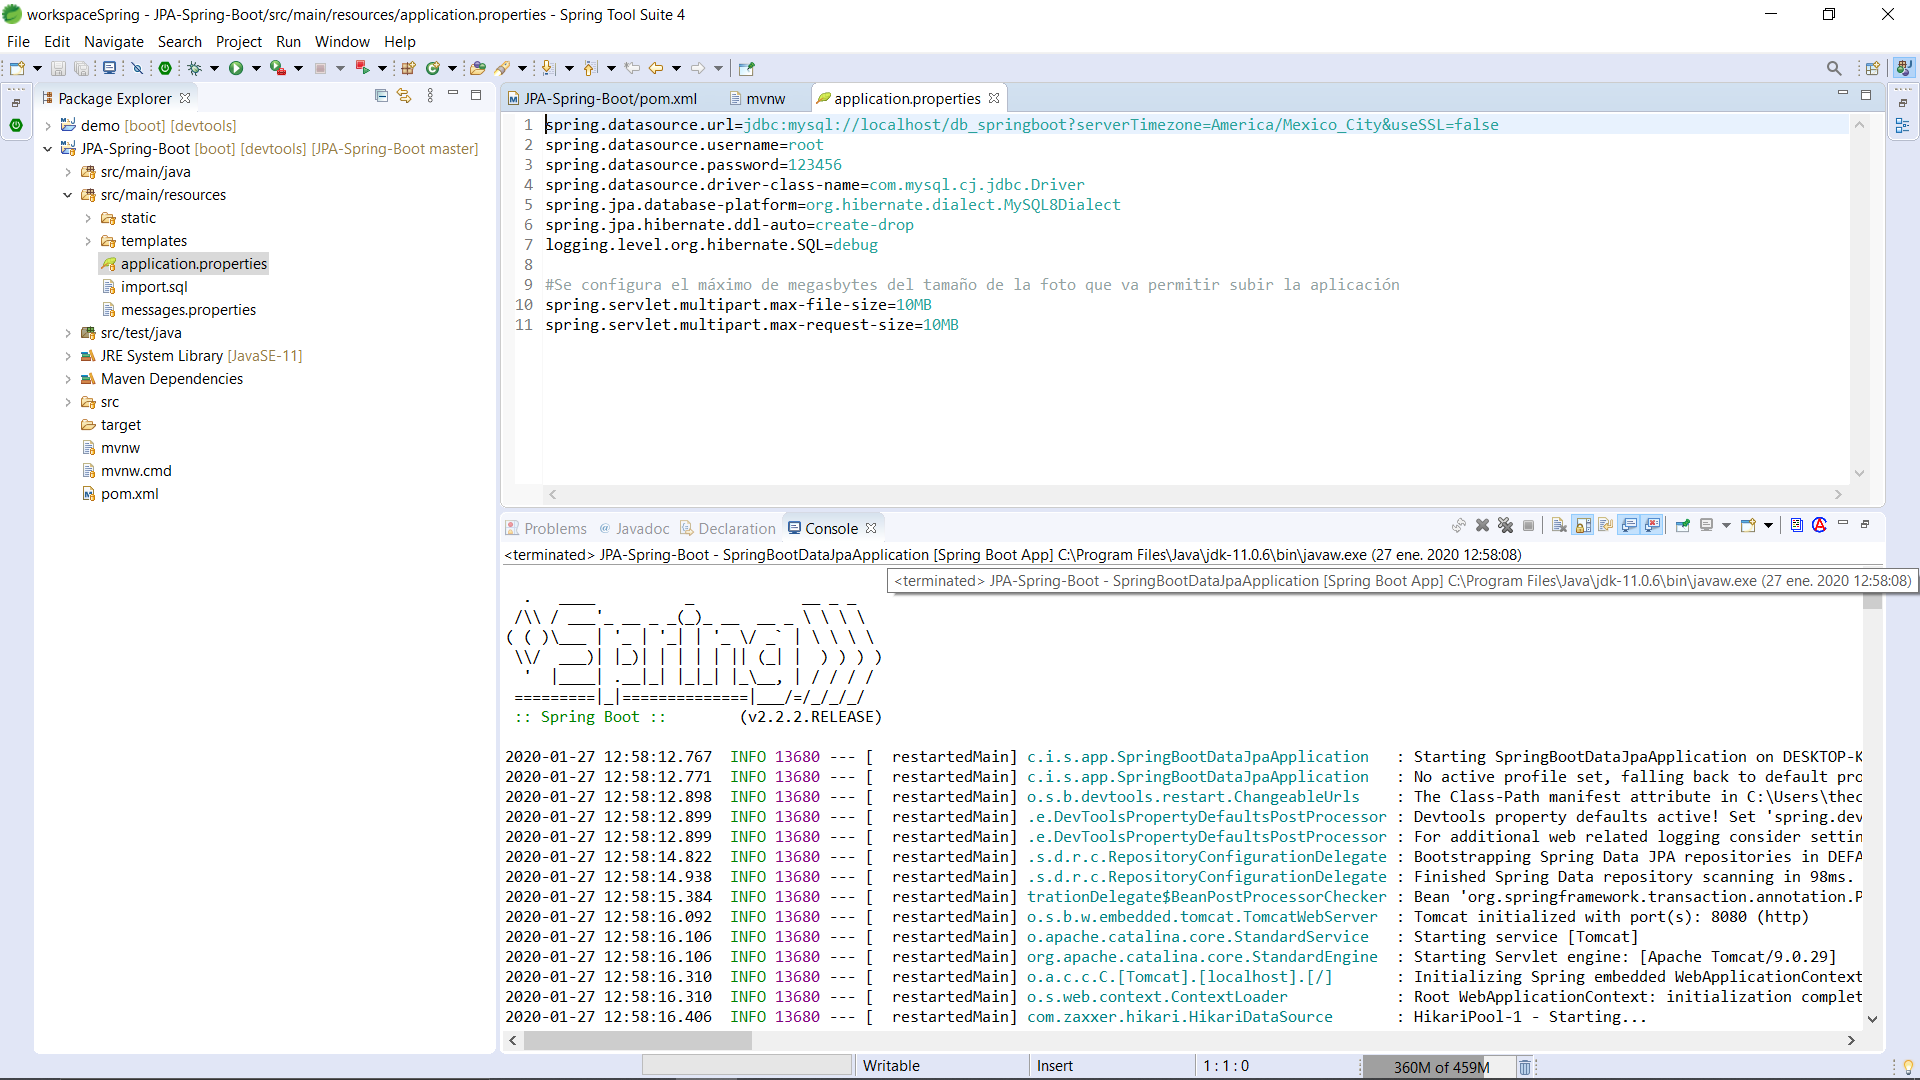 workspaceSpring - JPA-Spring-Boot/src/main/resources/application.properties - Spring Tool Suite 4
File Edit Navigate Search Project Run Window Help
Package Explorer
demo [boot] [devtools]
JPA-Spring-Boot [boot] [devtools] [JPA-Spring-Boot master]
src/main/java
src/main/resources
static
templates
application.properties
import.sql
messages.properties
src/test/java
JRE System Library [JavaSE-11]
Maven Dependencies
src
target
mvnw
mvnw.cmd
pom.xml
JPA-Spring-Boot/pom.xml mvnw application.properties
1 spring.datasource.url=jdbc:mysql://localhost/db_springboot?serverTimezone=America/Mexico_City&useSSL=false
2 spring.datasource.username=root
3 spring.datasource.password=123456
4 spring.datasource.driver-class-name=com.mysql.cj.jdbc.Driver
5 spring.jpa.database-platform=org.hibernate.dialect.MySQL8Dialect
6 spring.jpa.hibernate.ddl-auto=create-drop
7 logging.level.org.hibernate.SQL=debug
8
9 #Se configura el máximo de megasbytes del tamaño de la foto que va permitir subir la aplicación
10 spring.servlet.multipart.max-file-size=10MB
11 spring.servlet.multipart.max-request-size=10MB
Problems @ Javadoc Declaration Console
<terminated> JPA-Spring-Boot - SpringBootDataJpaApplication [Spring Boot App] C:\Program Files\Java\jdk-11.0.6\bin\javaw.exe (27 ene. 2020 12:58:08)
<terminated> JPA-Spring-Boot - SpringBootDataJpaApplication [Spring Boot App] C:\Program Files\Java\jdk-11.0.6\bin\javaw.exe (27 ene. 2020 12:58:08)
  .   ____          _            __ _ _
 /\\ / ___'_ __ _ _(_)_ __  __ _ \ \ \ \
( ( )\___ | '_ | '_| | '_ \/ _` | \ \ \ \
 \\/  ___)| |_)| | | | | || (_| |  ) ) ) )
  '  |____| .__|_| |_|_| |_\__, | / / / /
 =========|_|==============|___/=/_/_/_/
 :: Spring Boot ::        (v2.2.2.RELEASE)
2020-01-27 12:58:12.767  INFO 13680 --- [  restartedMain] c.i.s.app.SpringBootDataJpaApplication   : Starting SpringBootDataJpaApplication on DESKTOP-K
2020-01-27 12:58:12.771  INFO 13680 --- [  restartedMain] c.i.s.app.SpringBootDataJpaApplication   : No active profile set, falling back to default pro
2020-01-27 12:58:12.898  INFO 13680 --- [  restartedMain] o.s.b.devtools.restart.ChangeableUrls    : The Class-Path manifest attribute in C:\Users\thec
2020-01-27 12:58:12.899  INFO 13680 --- [  restartedMain] .e.DevToolsPropertyDefaultsPostProcessor : Devtools property defaults active! Set 'spring.dev
2020-01-27 12:58:12.899  INFO 13680 --- [  restartedMain] .e.DevToolsPropertyDefaultsPostProcessor : For additional web related logging consider settin
2020-01-27 12:58:14.822  INFO 13680 --- [  restartedMain] .s.d.r.c.RepositoryConfigurationDelegate : Bootstrapping Spring Data JPA repositories in DEFA
2020-01-27 12:58:14.938  INFO 13680 --- [  restartedMain] .s.d.r.c.RepositoryConfigurationDelegate : Finished Spring Data repository scanning in 98ms.
2020-01-27 12:58:15.384  INFO 13680 --- [  restartedMain] trationDelegate$BeanPostProcessorChecker : Bean 'org.springframework.transaction.annotation.P
2020-01-27 12:58:16.092  INFO 13680 --- [  restartedMain] o.s.b.w.embedded.tomcat.TomcatWebServer  : Tomcat initialized with port(s): 8080 (http)
2020-01-27 12:58:16.106  INFO 13680 --- [  restartedMain] o.apache.catalina.core.StandardService   : Starting service [Tomcat]
2020-01-27 12:58:16.106  INFO 13680 --- [  restartedMain] org.apache.catalina.core.StandardEngine  : Starting Servlet engine: [Apache Tomcat/9.0.29]
2020-01-27 12:58:16.310  INFO 13680 --- [  restartedMain] o.a.c.c.C.[Tomcat].[localhost].[/]       : Initializing Spring embedded WebApplicationContext
2020-01-27 12:58:16.310  INFO 13680 --- [  restartedMain] o.s.web.context.ContextLoader            : Root WebApplicationContext: initialization complet
2020-01-27 12:58:16.406  INFO 13680 --- [  restartedMain] com.zaxxer.hikari.HikariDataSource       : HikariPool-1 - Starting...
Writable Insert 1 : 1 : 0 360M of 459M